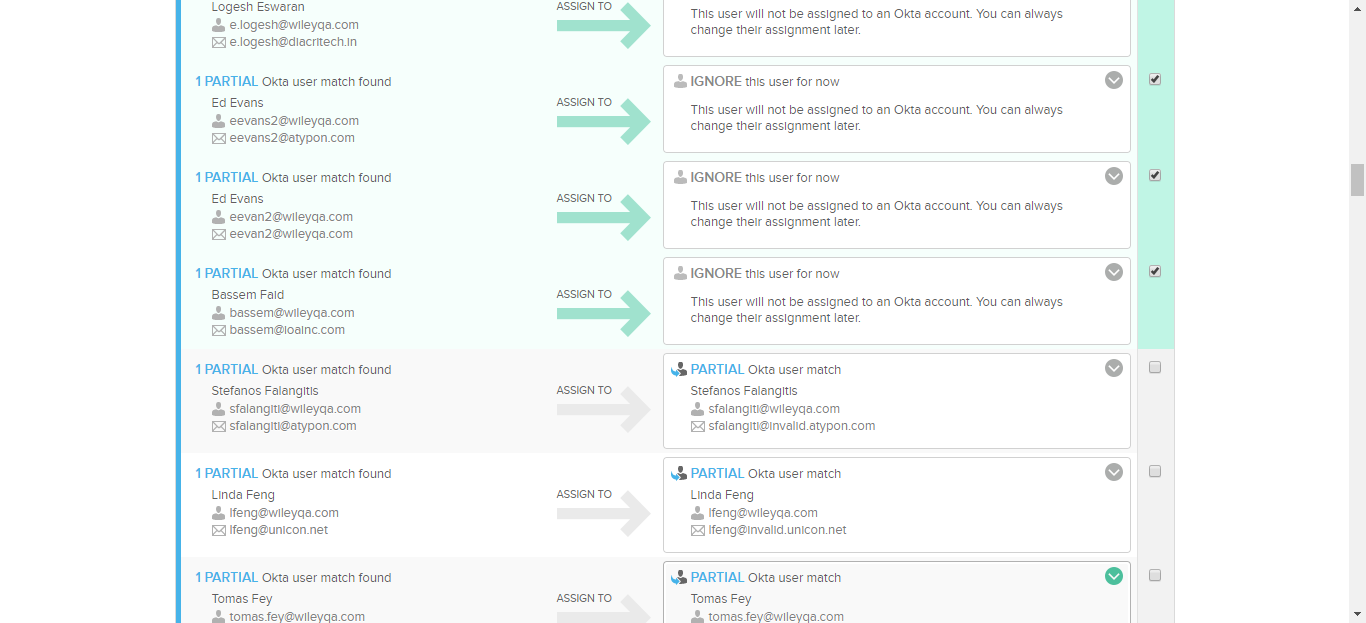 Logesh Eswaran
e.logesh@wileyqa.com
e.logesh@diacritech.in
ASSIGN TO
This user will not be assigned to an Okta account. You can always
change their assignment later.
1 PARTIAL Okta user match found
Ed Evans
eevans2@wileyqa.com
eevans2@atypon.com
ASSIGN TO
IGNORE this user for now
This user will not be assigned to an Okta account. You can always
change their assignment later.
1 PARTIAL Okta user match found
Ed Evans
eevan2@wileyqa.com
eevan2@wileyqa.com
ASSIGN TO
IGNORE this user for now
This user will not be assigned to an Okta account. You can always
change their assignment later.
1 PARTIAL Okta user match found
Bassem Faid
bassem@wileyqa.com
bassem@ioainc.com
ASSIGN TO
IGNORE this user for now
This user will not be assigned to an Okta account. You can always
change their assignment later.
1 PARTIAL Okta user match found
Stefanos Falangitis
sfalangiti@wileyqa.com
sfalangiti@atypon.com
ASSIGN TO
PARTIAL Okta user match
Stefanos Falangitis
sfalangiti@wileyqa.com
sfalangiti@invalid.atypon.com
1 PARTIAL Okta user match found
Linda Feng
lfeng@wileyqa.com
lfeng@unicon.net
ASSIGN TO
PARTIAL Okta user match
Linda Feng
lfeng@wileyqa.com
lfeng@invalid.unicon.net
1 PARTIAL Okta user match found
Tomas Fey
tomas.fey@wileyqa.com
ASSIGN TO
PARTIAL Okta user match
Tomas Fey
tomas.fey@wileyqa.com